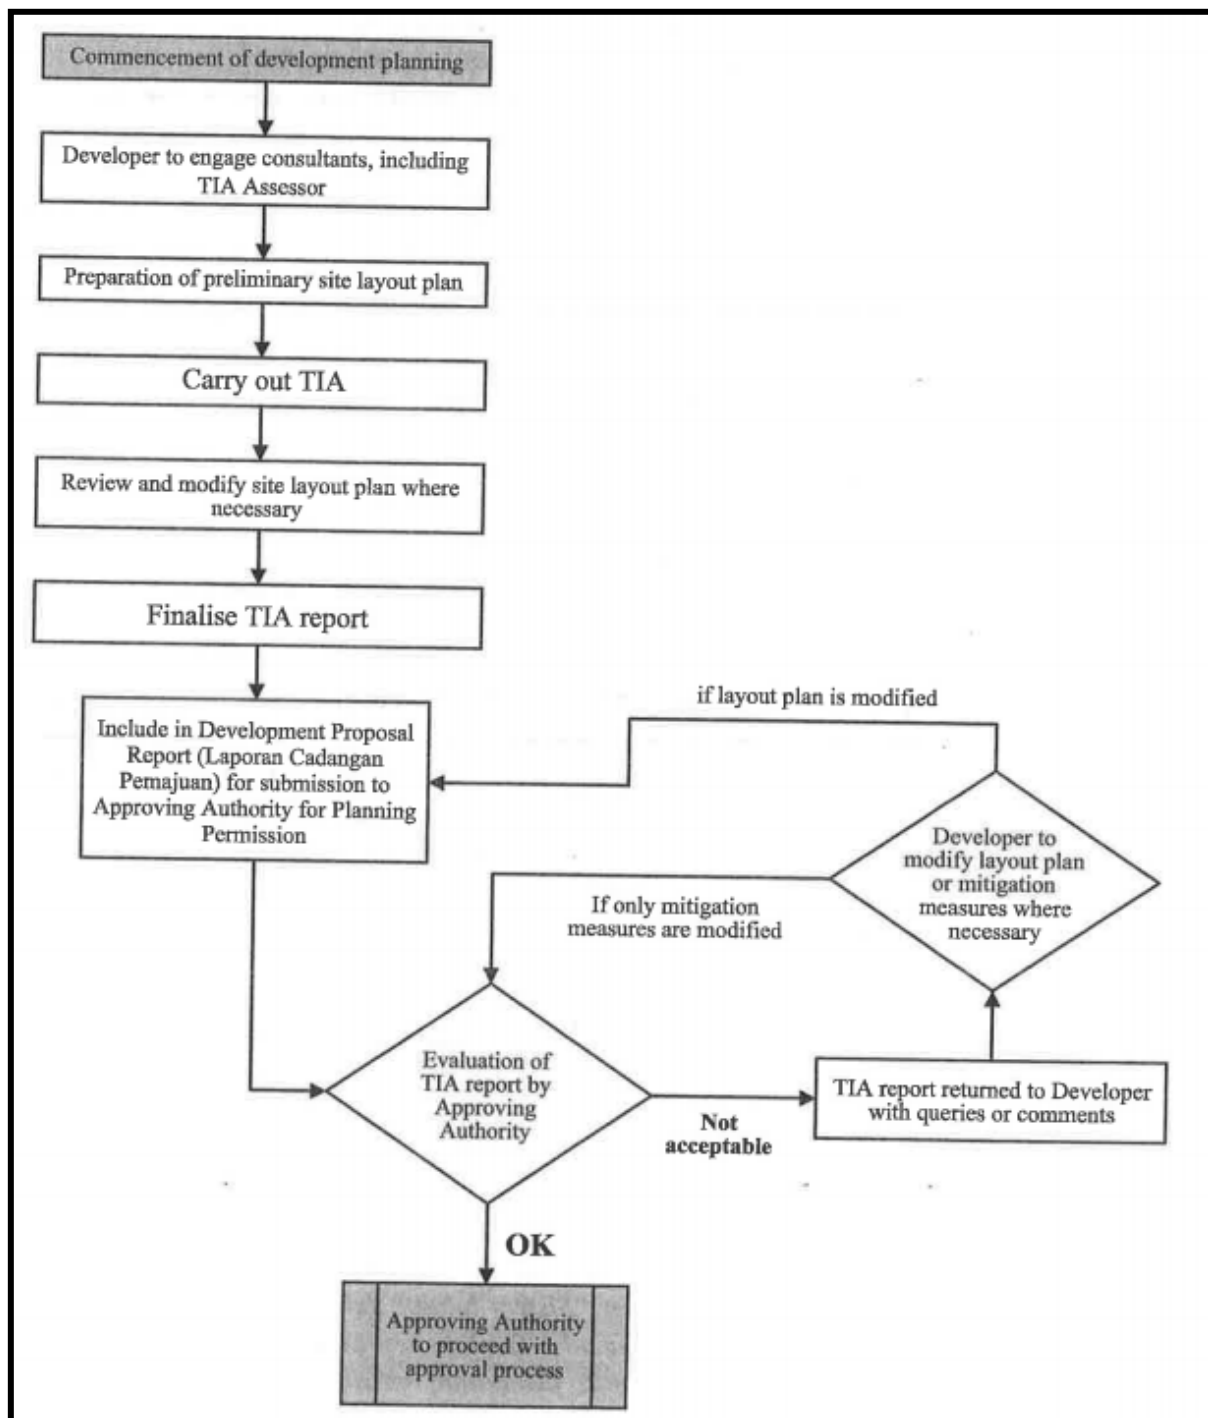 Commencement of development planning
Developer to engage consultants, including
TIA Assessor
Preparation of preliminary site layout plan
Carry out TIA
Review and modify site layout plan where
necessary
Finalise TIA report
Include in Development Proposal
Report (Laporan Cadangan
Pemajuan) for submission to
Approving Authority for Planning
Permission
if layout plan is modified
Developer to
modify layout plan
or mitigation
measures where
necessary
If only mitigation
measures are modified
Evaluation of
TIA report by
Approving
Authority
Not
acceptable
TIA report returned to Developer
with queries or comments
OK
Approving Authority
to proceed with
approval process